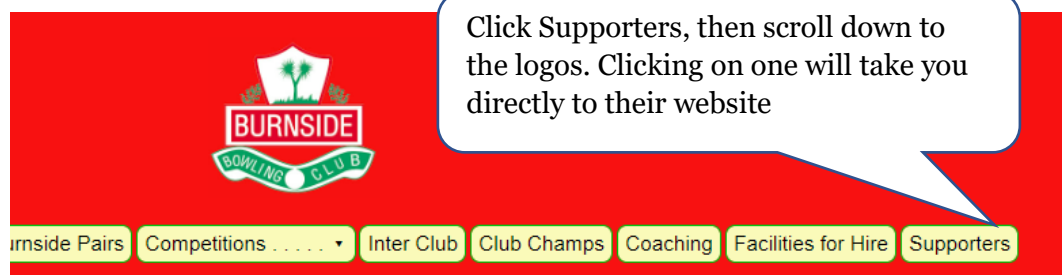 Click Supporters, then scroll down to
the logos. Clicking on one will take you
directly to their website
BURNSIDE
BOWLING CLUB
urnside Pairs Competitions . . . . . ▾ Inter Club Club Champs Coaching Facilities for Hire Supporters